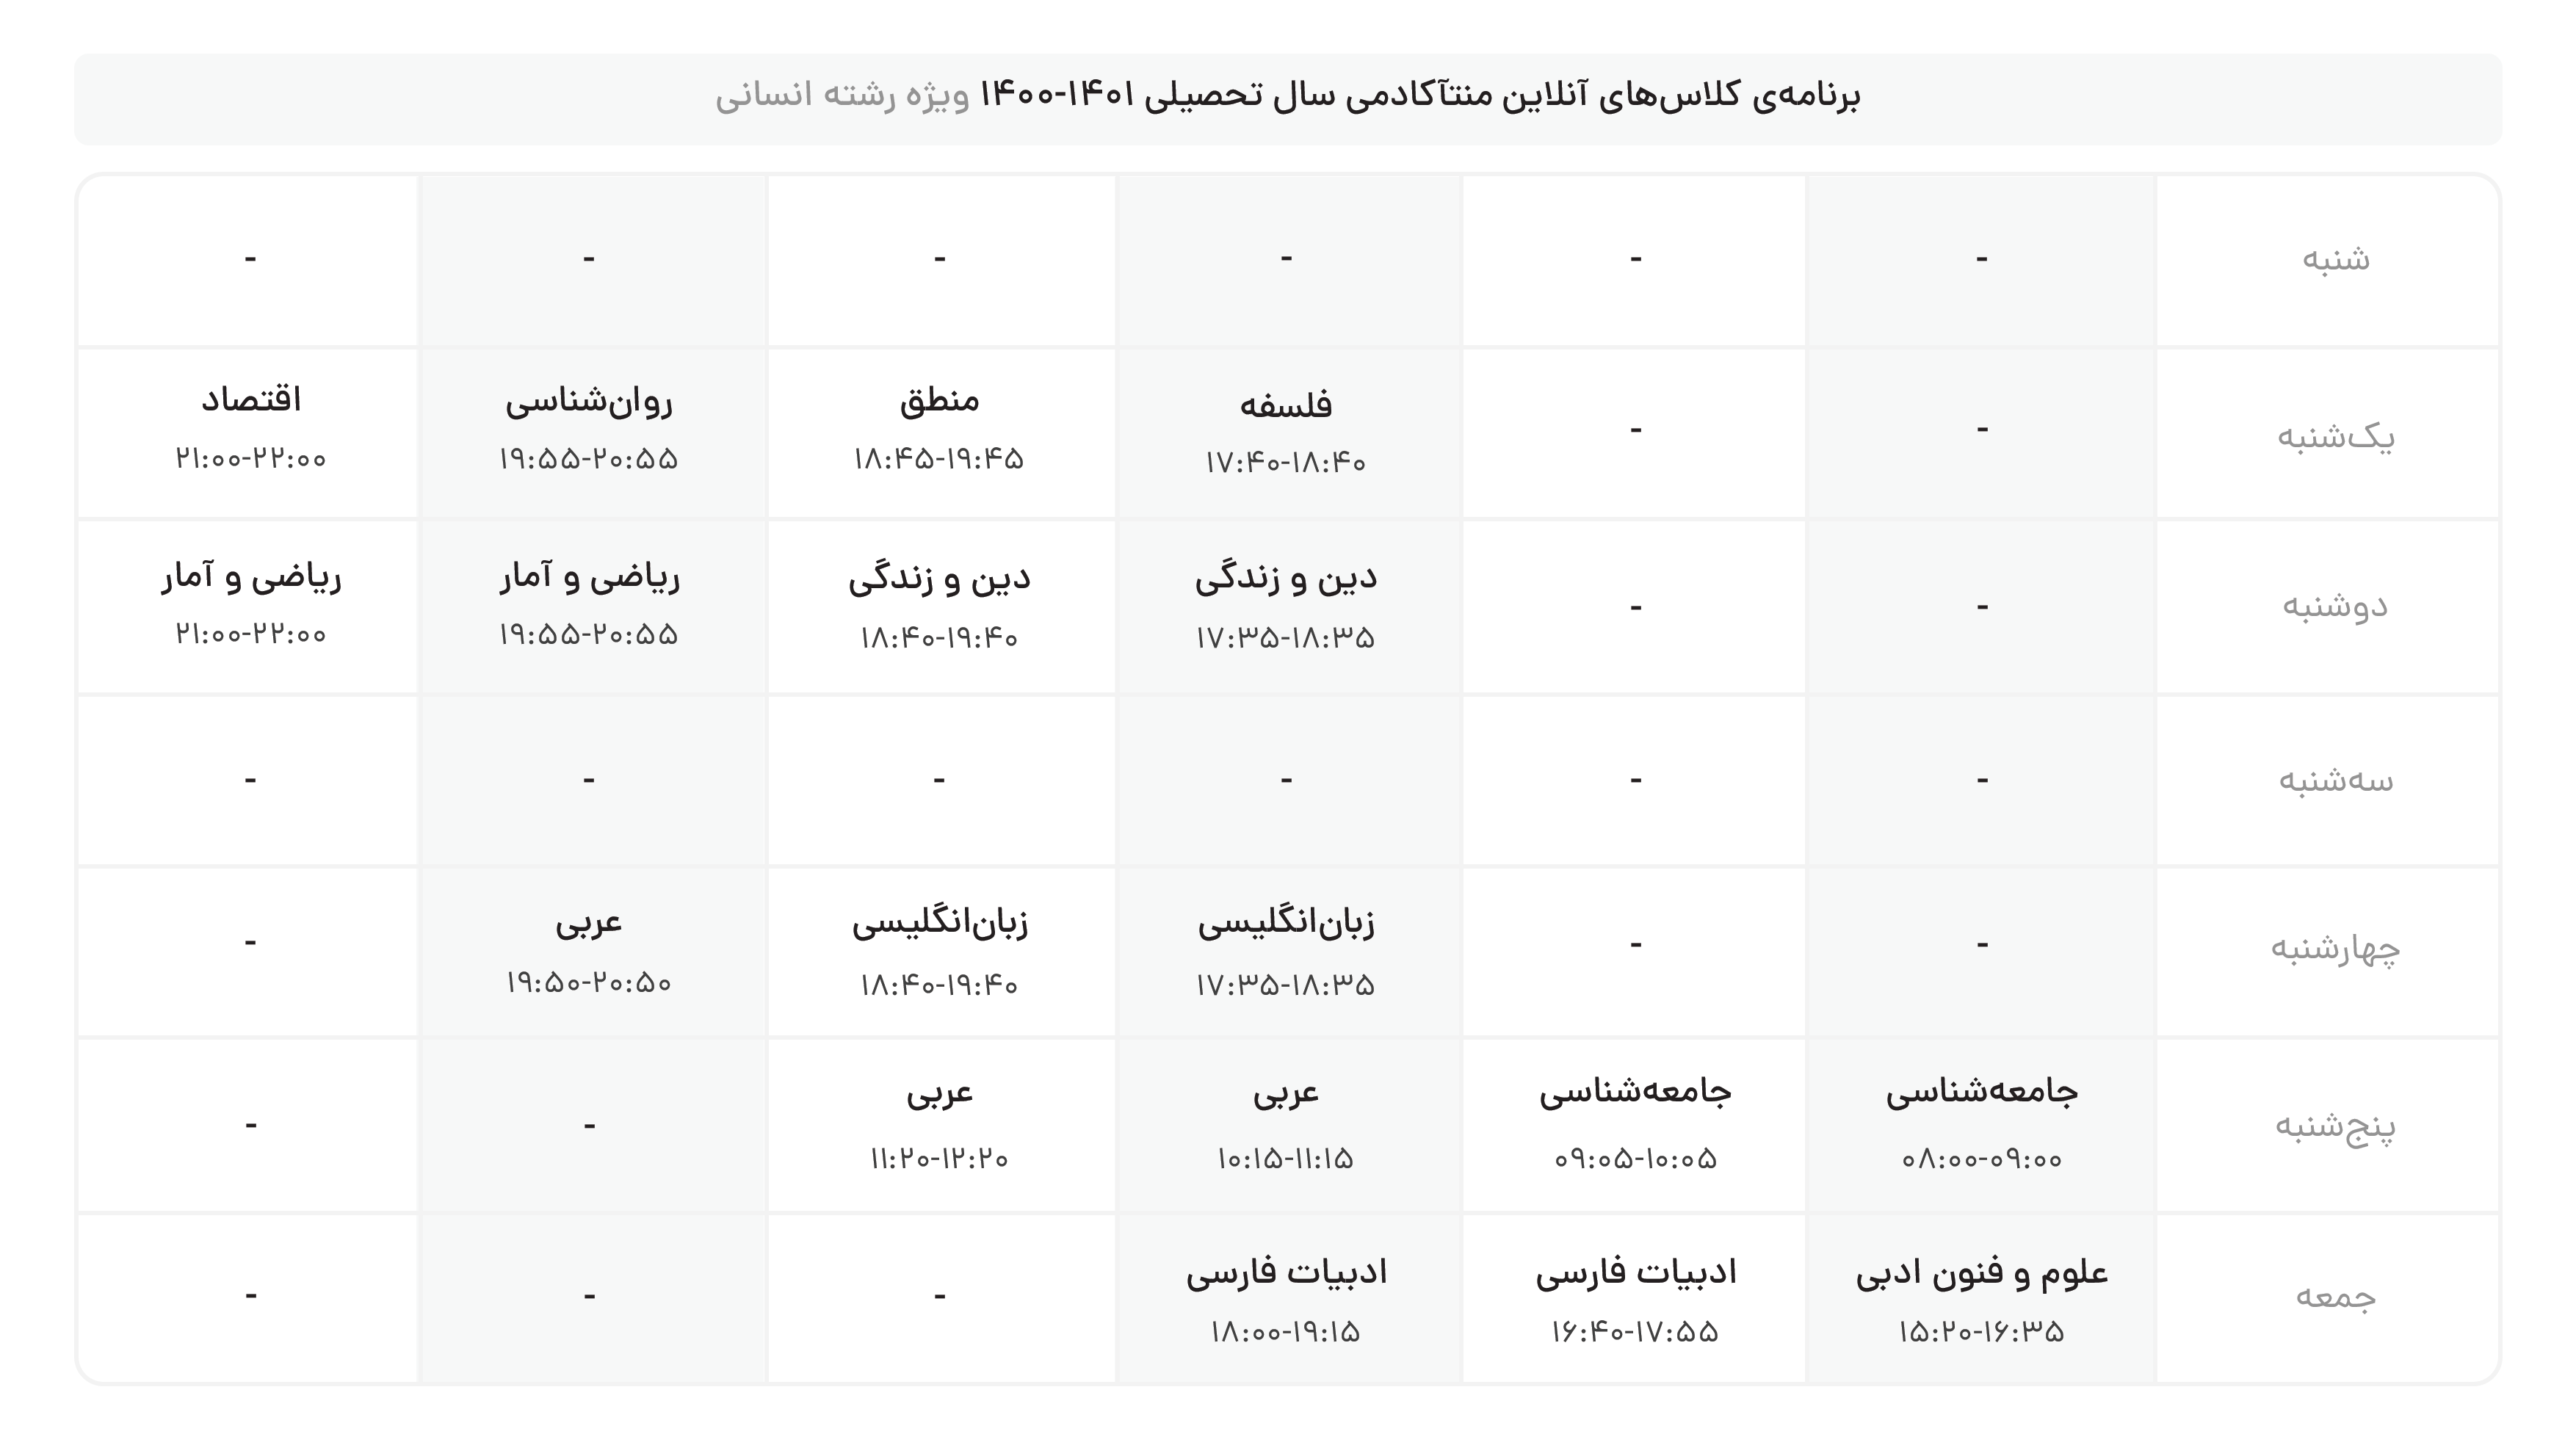 برنامه‌ی کلاس‌های آنلاین منتاآکادمی سال تحصیلی ۱۴۰۱-۱۴۰۰ ویژه رشته انسانی
شنبه - - - - - -
یک‌شنبه - - فلسفه منطق روان‌شناسی اقتصاد
۱۷:۴۰-۱۸:۴۰ ۱۸:۴۵-۱۹:۴۵ ۱۹:۵۵-۲۰:۵۵ ۲۱:۰۰-۲۲:۰۰
دوشنبه - - دین و زندگی دین و زندگی ریاضی و آمار ریاضی و آمار
۱۷:۳۵-۱۸:۳۵ ۱۸:۴۰-۱۹:۴۰ ۱۹:۵۵-۲۰:۵۵ ۲۱:۰۰-۲۲:۰۰
سه‌شنبه - - - - - -
چهارشنبه - - زبان‌انگلیسی زبان‌انگلیسی عربی -
۱۷:۳۵-۱۸:۳۵ ۱۸:۴۰-۱۹:۴۰ ۱۹:۵۰-۲۰:۵۰
پنج‌شنبه جامعه‌شناسی جامعه‌شناسی عربی عربی - -
۰۸:۰۰-۰۹:۰۰ ۰۹:۰۵-۱۰:۰۵ ۱۰:۱۵-۱۱:۱۵ ۱۱:۲۰-۱۲:۲۰
جمعه علوم و فنون ادبی ادبیات فارسی ادبیات فارسی - - -
۱۵:۲۰-۱۶:۳۵ ۱۶:۴۰-۱۷:۵۵ ۱۸:۰۰-۱۹:۱۵